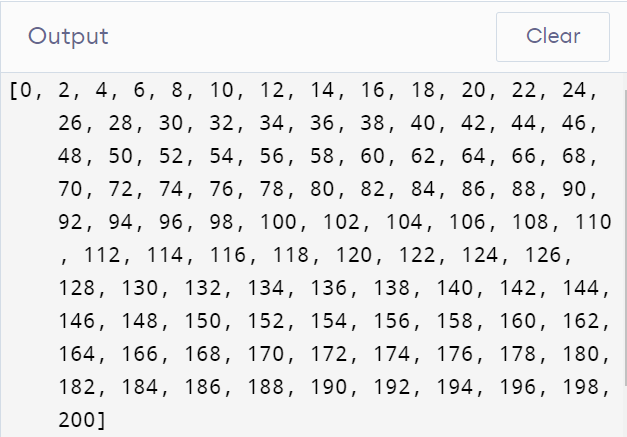 Output
Clear
[0, 2, 4, 6, 8, 10, 12, 14, 16, 18, 20, 22, 24,
26, 28, 30, 32, 34, 36, 38, 40, 42, 44, 46,
48, 50, 52, 54, 56, 58, 60, 62, 64, 66, 68,
70, 72, 74, 76, 78, 80, 82, 84, 86, 88, 90,
92, 94, 96, 98, 100, 102, 104, 106, 108, 110
, 112, 114, 116, 118, 120, 122, 124, 126,
128, 130, 132, 134, 136, 138, 140, 142, 144,
146, 148, 150, 152, 154, 156, 158, 160, 162,
164, 166, 168, 170, 172, 174, 176, 178, 180,
182, 184, 186, 188, 190, 192, 194, 196, 198,
200]